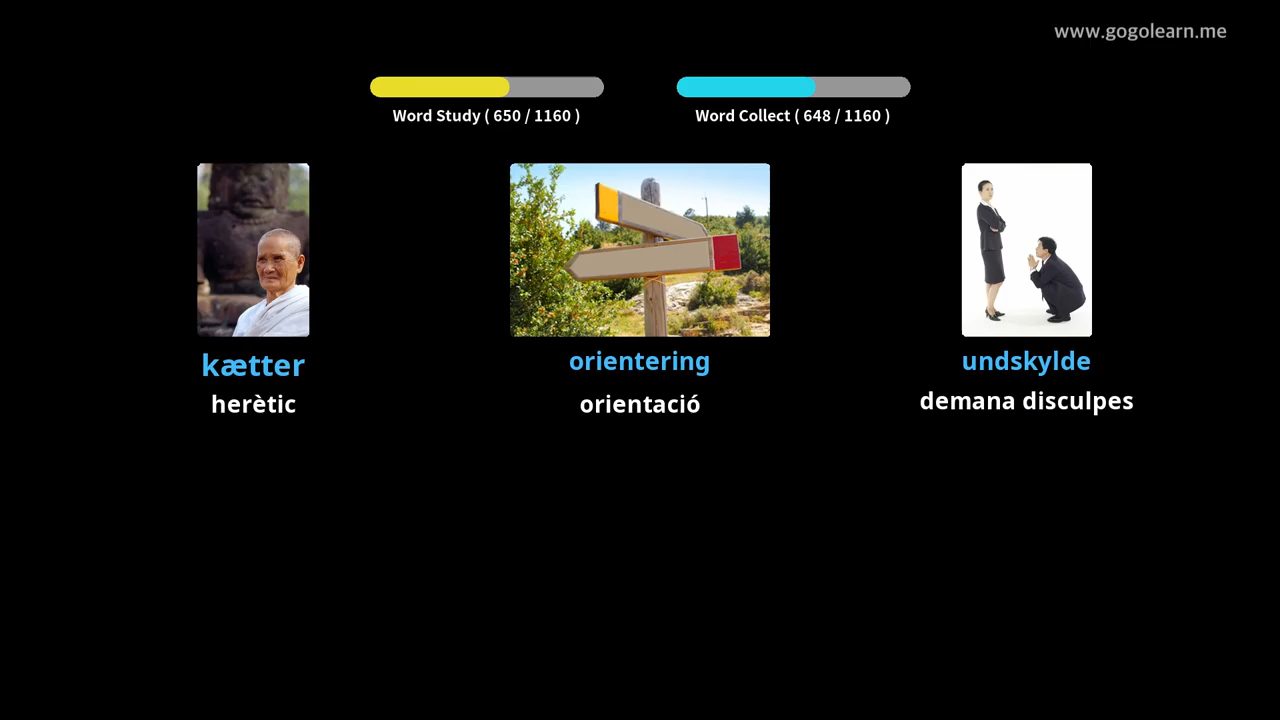 www.gogolearn.me
Word Study ( 650 / 1160 )
Word Collect ( 648 / 1160 )
kætter
herètic
orientering
orientació
undskylde
demana disculpes